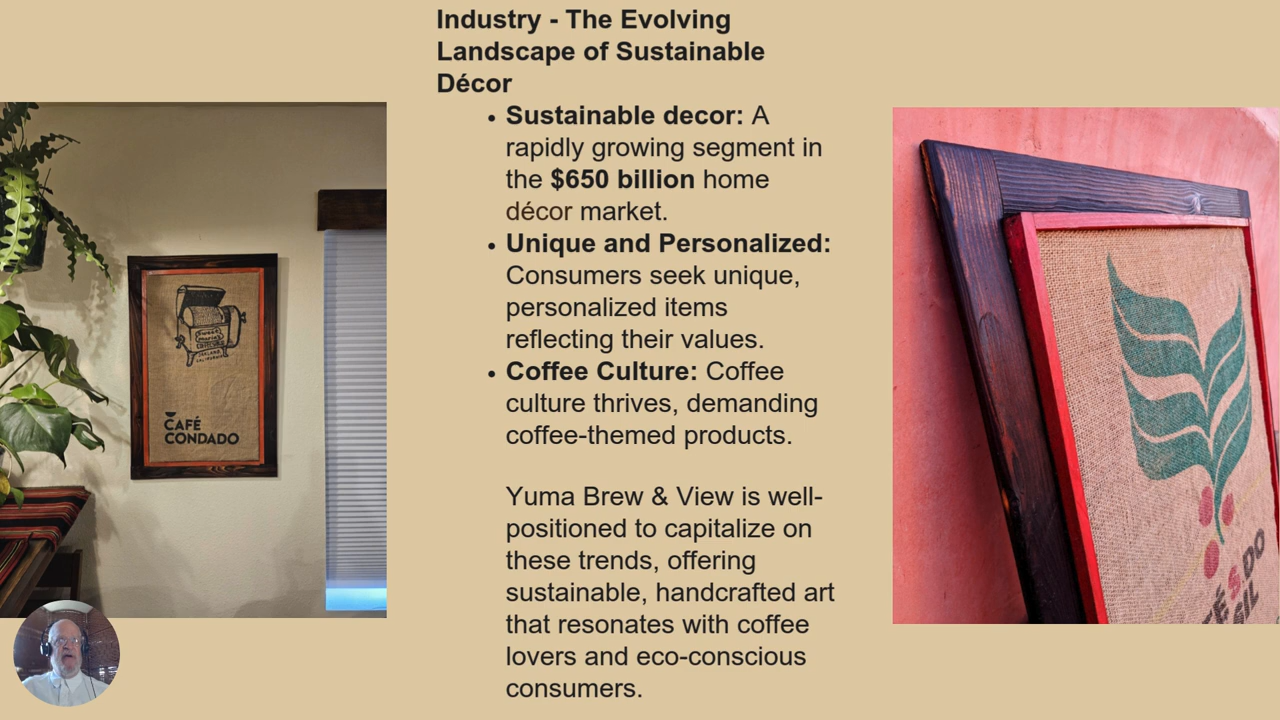 Industry - The Evolving
Landscape of Sustainable
Décor
• Sustainable decor: A
rapidly growing segment in
the $650 billion home
décor market.
• Unique and Personalized:
Consumers seek unique,
personalized items
reflecting their values.
• Coffee Culture: Coffee
culture thrives, demanding
coffee-themed products.
Yuma Brew & View is well-
positioned to capitalize on
these trends, offering
sustainable, handcrafted art
that resonates with coffee
lovers and eco-conscious
consumers.
CAFÉ
CONDADO